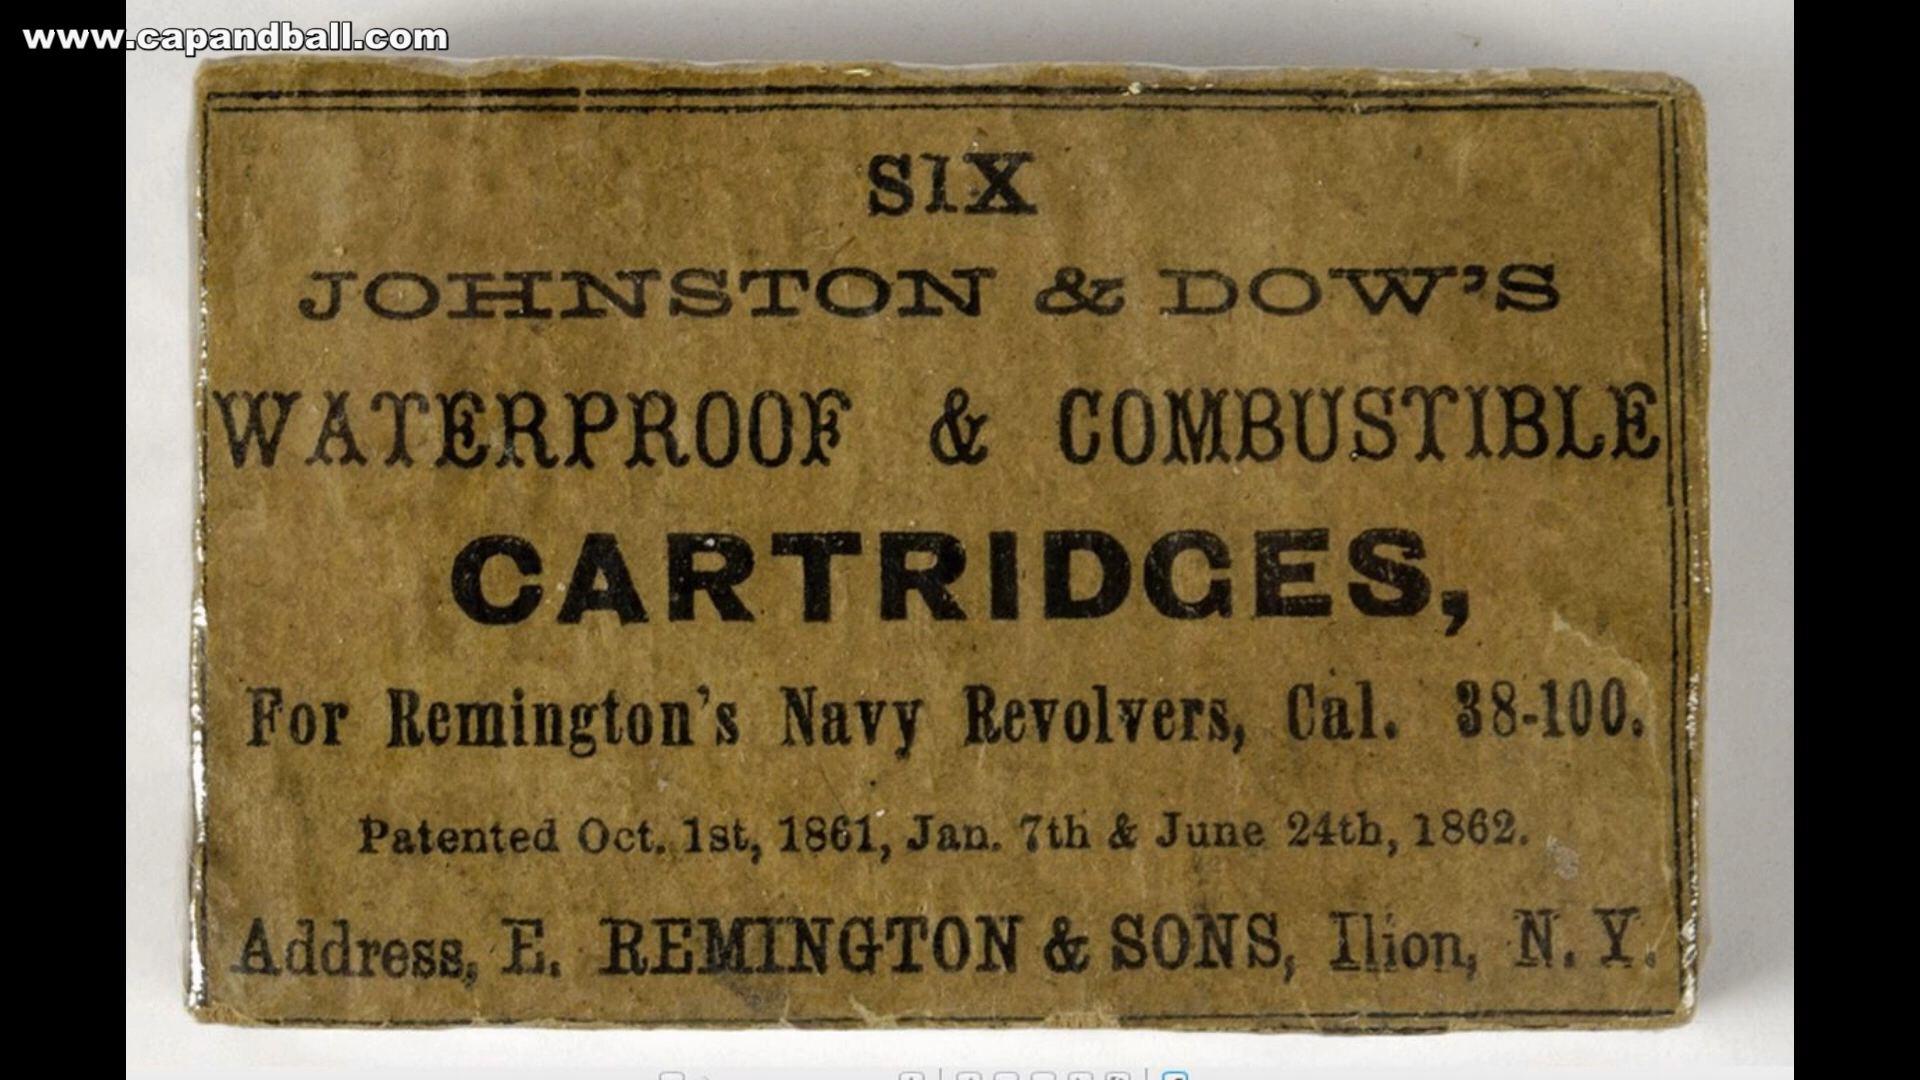 www.capandball.com
SIX
JOHNSTON & DOW'S
WATERPROOF & COMBUSTIBLE
CARTRIDGES,
For Remington's Navy Revolvers, Cal. 38-100.
Patented Oct. 1st, 1861, Jan. 7th & June 24th, 1862.
Address, E. REMINGTON & SONS, Ilion, N. Y.